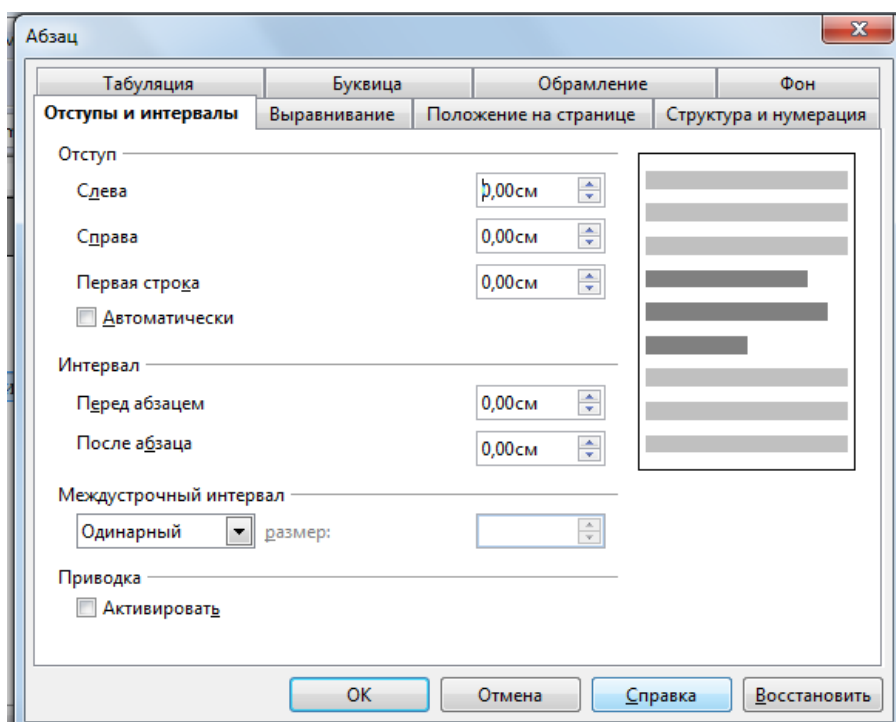 Абзац
Табуляция Буквица Обрамление Фон
Отступы и интервалы Выравнивание Положение на странице Структура и нумерация
Отступ
Слева 0,00см
Справа 0,00см
Первая строка 0,00см
Автоматически
Интервал
Перед абзацем 0,00см
После абзаца 0,00см
Междустрочный интервал
Одинарный размер:
Приводка
Активировать
ОК Отмена Справка Восстановить